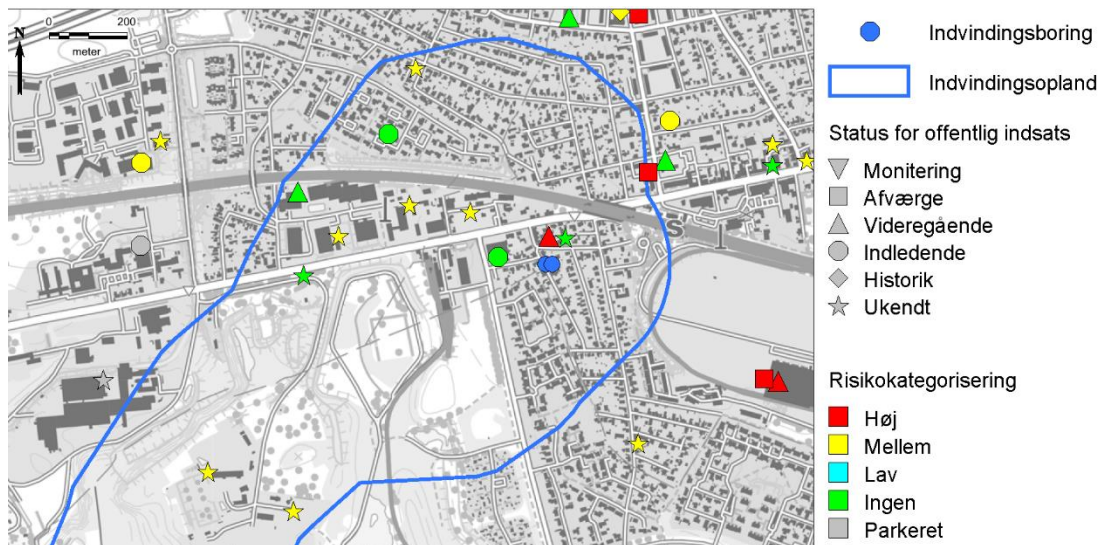 0 200
meter
N
S
Indvindingsboring
Indvindingsopland
Status for offentlig indsats
Monitering
Afværge
Videregående
Indledende
Historik
Ukendt
Risikokategorisering
Høj
Mellem
Lav
Ingen
Parkeret